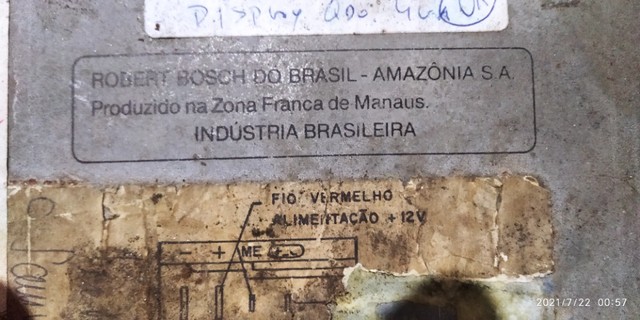 Display
ROBERT BOSCH DO BRASIL - AMAZÔNIA S.A.
Produzido na Zona Franca de Manaus.
INDÚSTRIA BRASILEIRA
FIO VERMELHO
ALIMENTAÇÃO +12V
- + ME
2021/7/22 00:57